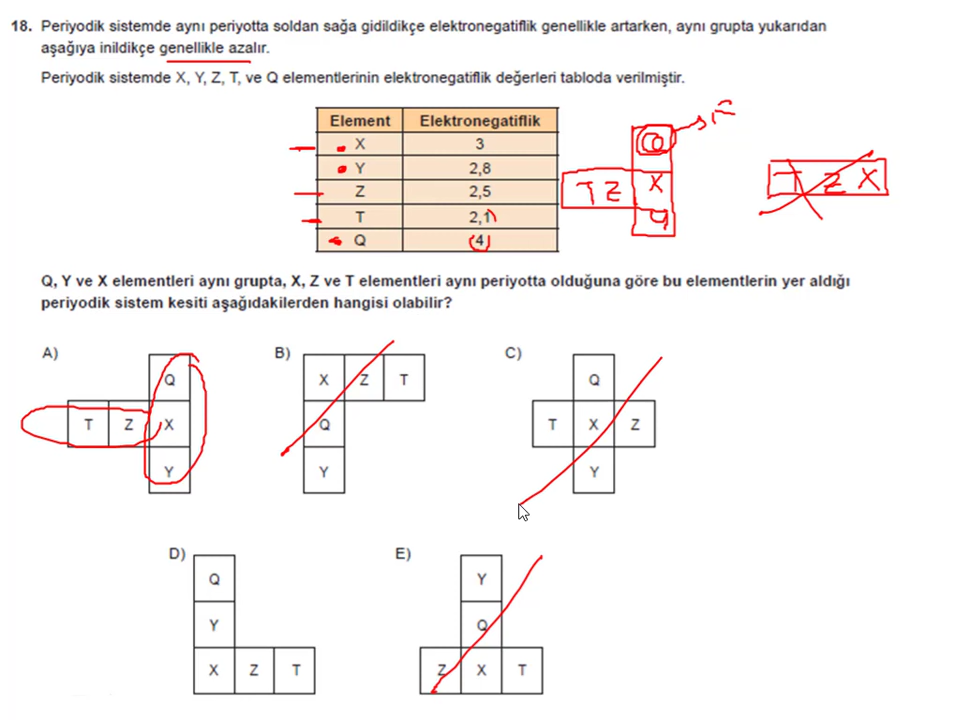 18. Periyodik sistemde aynı periyotta soldan sağa gidildikçe elektronegatiflik genellikle artarken, aynı grupta yukarıdan
aşağıya inildikçe genellikle azalır.
Periyodik sistemde X, Y, Z, T, ve Q elementlerinin elektronegatiflik değerleri tabloda verilmiştir.
Element Elektronegatiflik
X 3
Y 2,8
Z 2,5
T 2,1
Q 4
T Z X
Y
T Z X
Q, Y ve X elementleri aynı grupta, X, Z ve T elementleri aynı periyotta olduğuna göre bu elementlerin yer aldığı
periyodik sistem kesiti aşağıdakilerden hangisi olabilir?
A)
Q
T Z X
Y
B)
X Z T
Q
Y
C)
Q
T X Z
Y
D)
Q
Y
X Z T
E)
Y
Q
Z X T